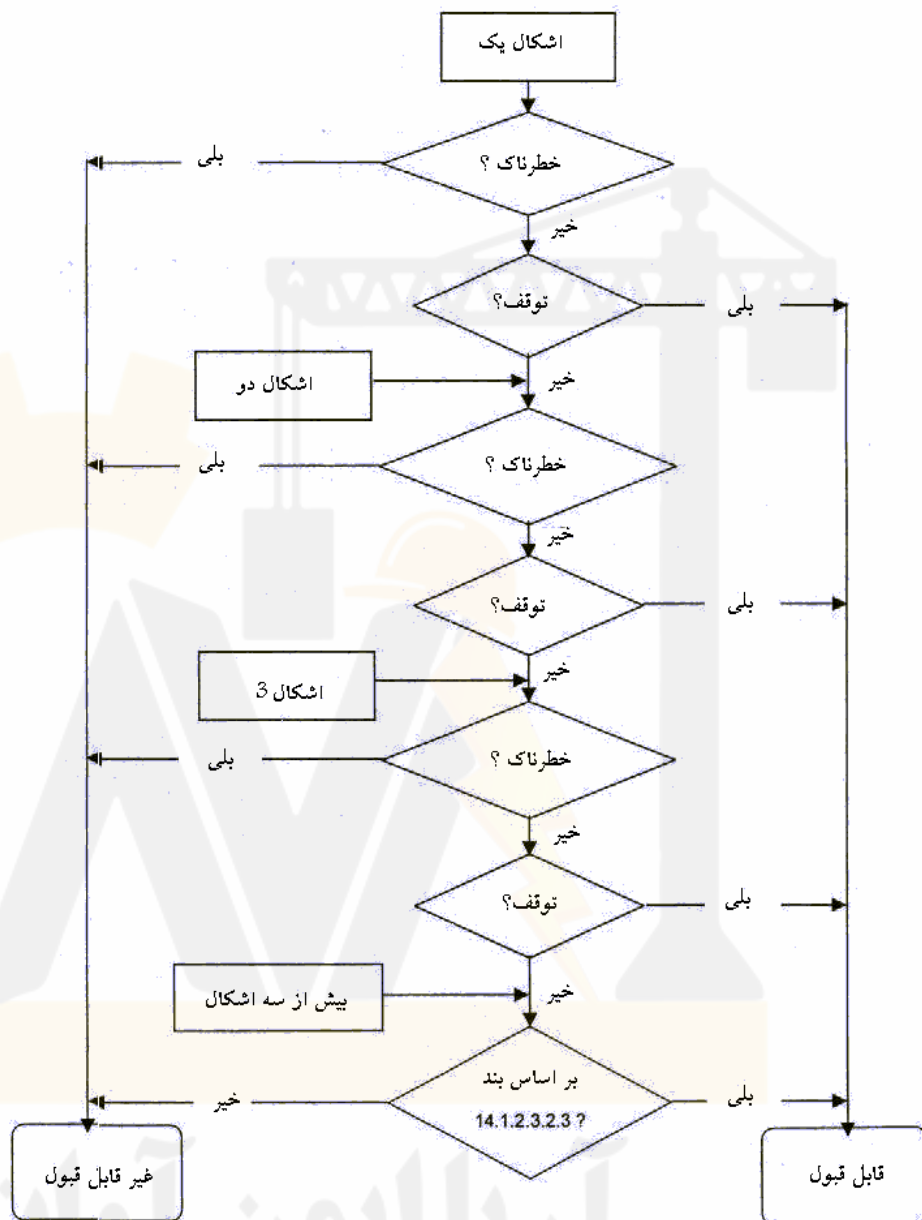 اشکال یک
خطرناک ؟
بلی
خیر
توقف؟
بلی
خیر
اشکال دو
خطرناک ؟
بلی
خیر
توقف؟
بلی
خیر
اشکال 3
خطرناک ؟
بلی
خیر
توقف؟
بلی
خیر
بیش از سه اشکال
بر اساس بند
14.1.2.3.2.3 ?
بلی
خیر
قابل قبول
غیر قابل قبول